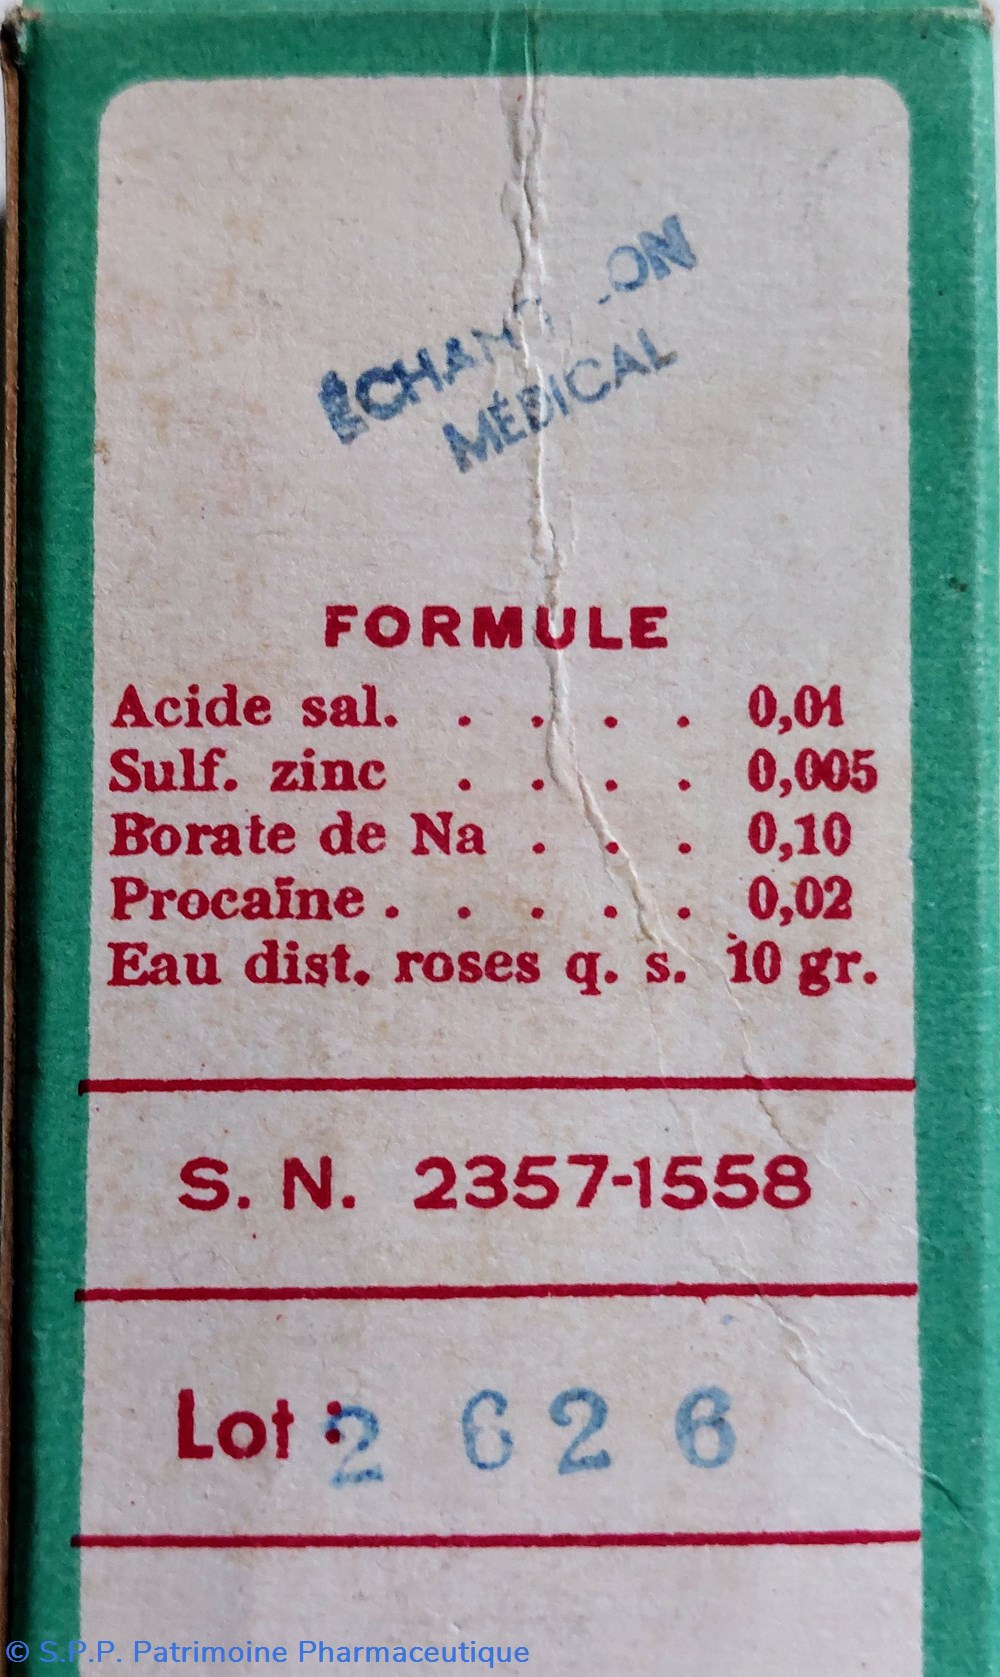 MÉDICAL
FORMULE
Acide sal. . . . . . 0,01
Sulf. zinc . . . . 0,005
Borate de Na . . . 0,10
Procaïne . . . . . 0,02
Eau dist. roses q. s. 10 gr.
S. N. 2357-1558
Lot : 2 6 2 6
© S.P.P. Patrimoine Pharmaceutique